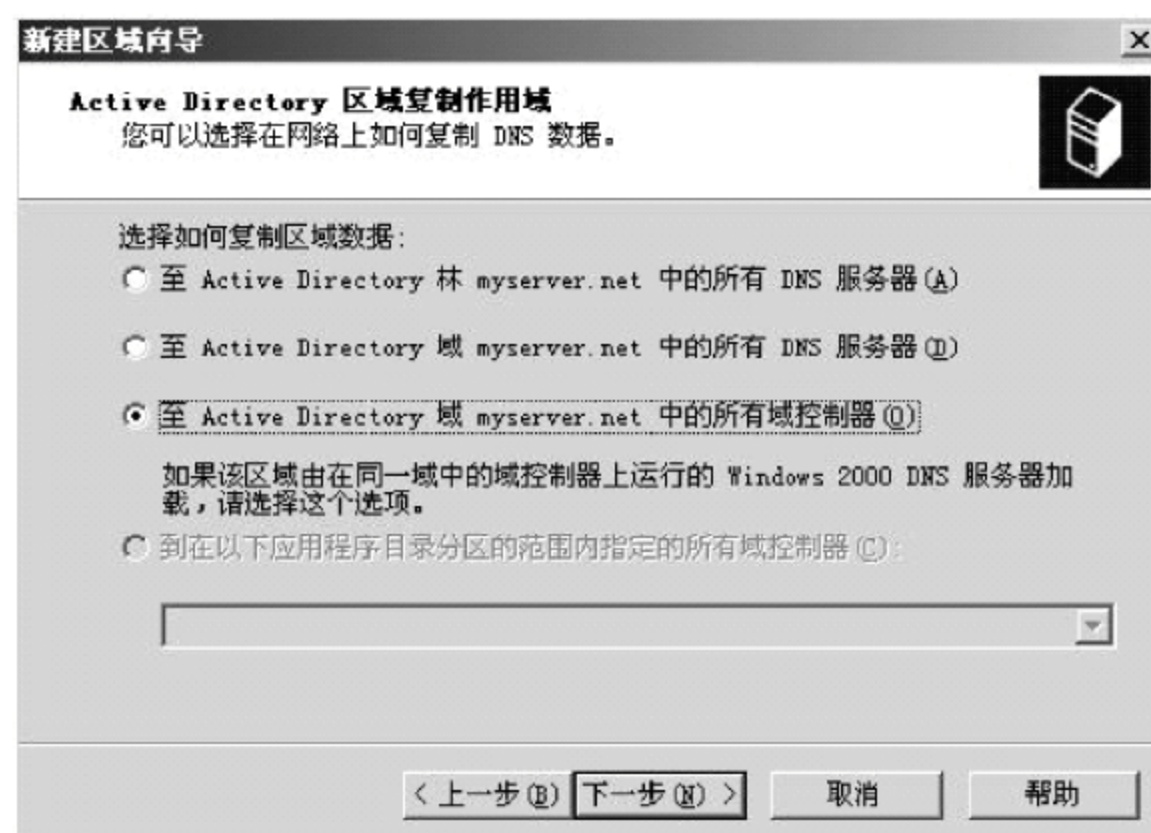 新建区域向导
Active Directory 区域复制作用域
您可以选择在网络上如何复制 DNS 数据。
选择如何复制区域数据:
至 Active Directory 林 myserver.net 中的所有 DNS 服务器(A)
至 Active Directory 域 myserver.net 中的所有 DNS 服务器(D)
至 Active Directory 域 myserver.net 中的所有域控制器(O)
如果该区域由在同一域中的域控制器上运行的 Windows 2000 DNS 服务器加
载,请选择这个选项。
到在以下应用程序目录分区的范围内指定的所有域控制器(C):
< 上一步(B) 下一步(N) > 取消 帮助